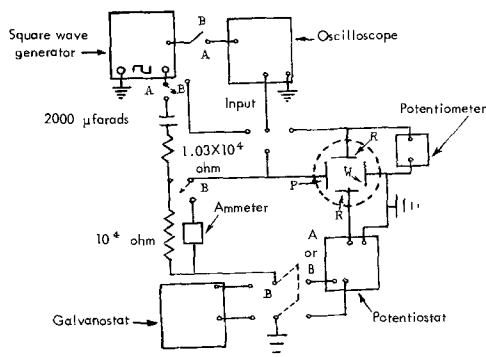 B
Square wave
generator
Oscilloscope
A
A B
Input
Potentiometer
2000 μfarads
R
1.03X10⁴
ohm
W
B
P
Ammeter
R
10⁴ ohm
A
or
B
B
Galvanostat
Potentiostat